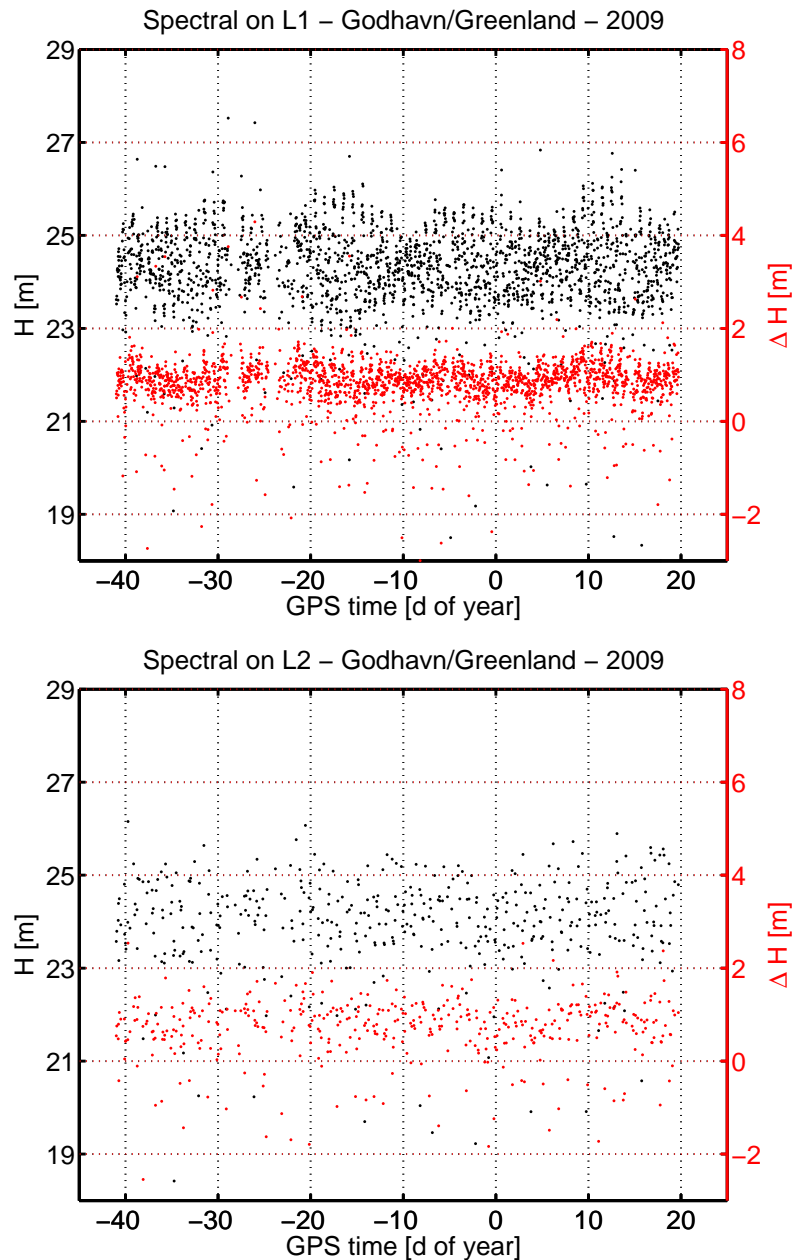 Spectral on L1 − Godhavn/Greenland − 2009
29
27
25
23
21
19
H [m]
8
6
4
2
0
−2
Δ H [m]
−40 −30 −20 −10 0 10 20
GPS time [d of year]
Spectral on L2 − Godhavn/Greenland − 2009
29
27
25
23
21
19
H [m]
8
6
4
2
0
−2
Δ H [m]
−40 −30 −20 −10 0 10 20
GPS time [d of year]